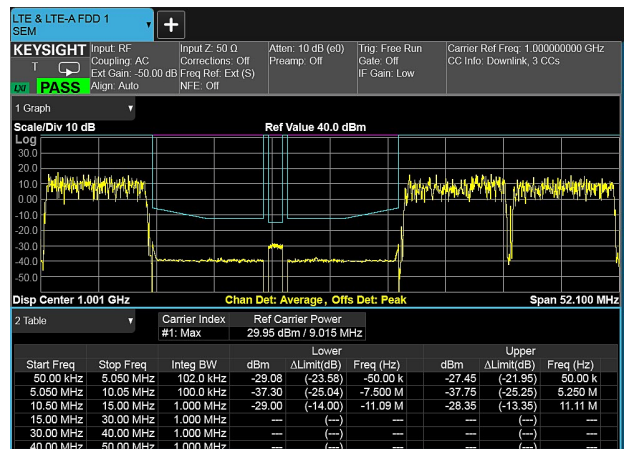 LTE & LTE-A FDD 1
SEM
KEYSIGHT Input: RF Input Z: 50 Ω Atten: 10 dB (e0) Trig: Free Run Carrier Ref Freq: 1.000000000 GHz
T Coupling: AC Corrections: Off Preamp: Off Gate: Off CC Info: Downlink, 3 CCs
Ext Gain: -50.00 dB Freq Ref: Ext (S) IF Gain: Low
LXI PASS Align: Auto NFE: Off
1 Graph
Scale/Div 10 dB Ref Value 40.0 dBm
Log
30.0
20.0
10.0
0.00
-10.0
-20.0
-30.0
-40.0
-50.0
Disp Center 1.001 GHz Chan Det: Average, Offs Det: Peak Span 52.100 MHz
2 Table Carrier Index Ref Carrier Power
#1: Max 29.95 dBm / 9.015 MHz
Lower Upper
Start Freq Stop Freq Integ BW dBm ΔLimit(dB) Freq (Hz) dBm ΔLimit(dB) Freq (Hz)
50.00 kHz 5.050 MHz 102.0 kHz -29.08 (-23.58) -50.00 k -27.45 (-21.95) 50.00 k
5.050 MHz 10.05 MHz 100.0 kHz -37.30 (-25.04) -7.500 M -37.75 (-25.25) 5.250 M
10.50 MHz 15.00 MHz 1.000 MHz -29.00 (-14.00) -11.09 M -28.35 (-13.35) 11.11 M
15.00 MHz 30.00 MHz 1.000 MHz --- (---) --- --- (---) ---
30.00 MHz 40.00 MHz 1.000 MHz --- (---) --- --- (---) ---
40.00 MHz 50.00 MHz 1.000 MHz --- (---) --- --- (---) ---